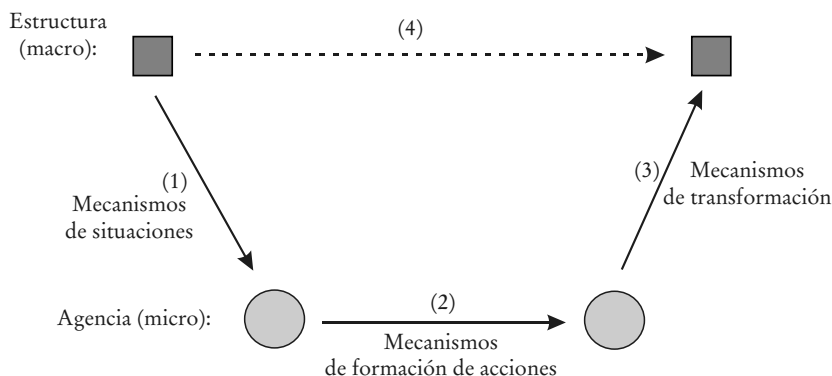 Estructura
(macro):
(4)
(1)
Mecanismos
de situaciones
(3)
Mecanismos
de transformación
Agencia (micro):
(2)
Mecanismos
de formación de acciones